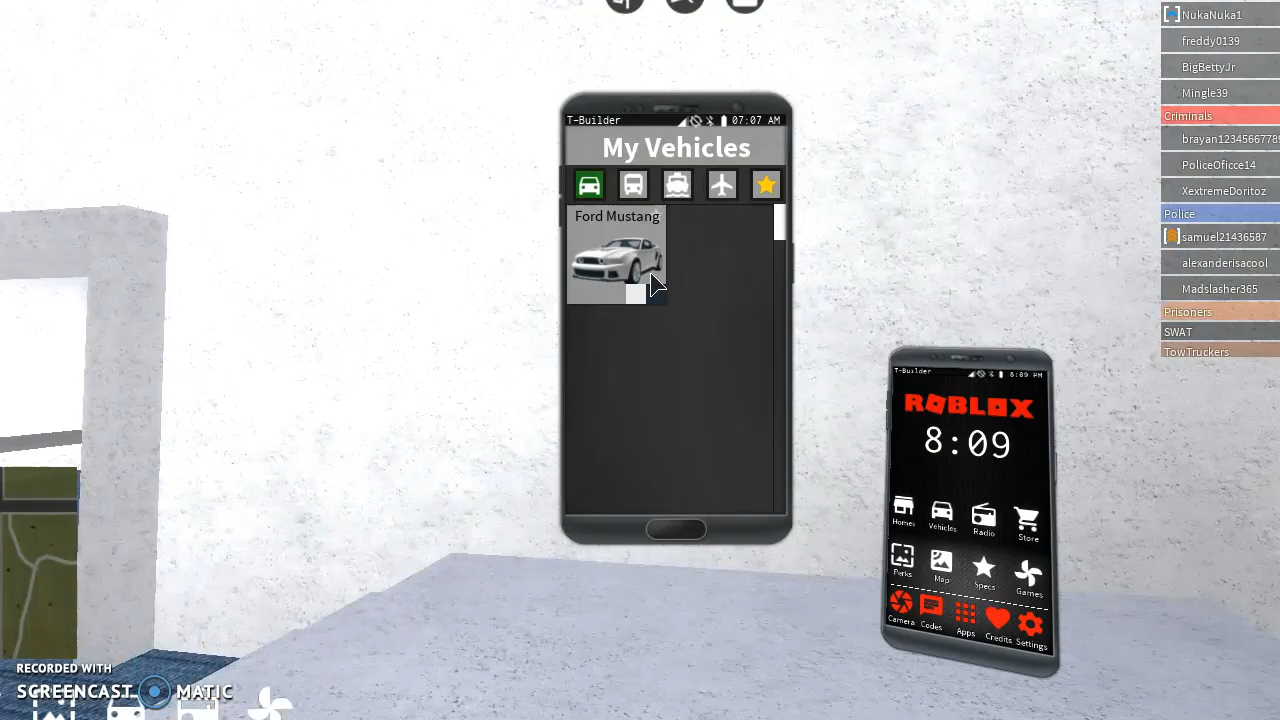 T-Builder 07:07 AM
My Vehicles
Ford Mustang
NukaNuka1
freddy0139
BigBettyJr
Mingle39
Criminals
PoliceOficce14
XextremeDoritoz
Police
samuel21436587
alexanderisacool
Madslasher365
Prisoners
SWAT
TowTruckers
T-Builder 8:09 PM
ROBLOX
8:09
Homes Vehicles Radio Store
Perks Map Specs Games
Camera Codes Apps Credits Settings
RECORDED WITH
SCREENCAST MATIC